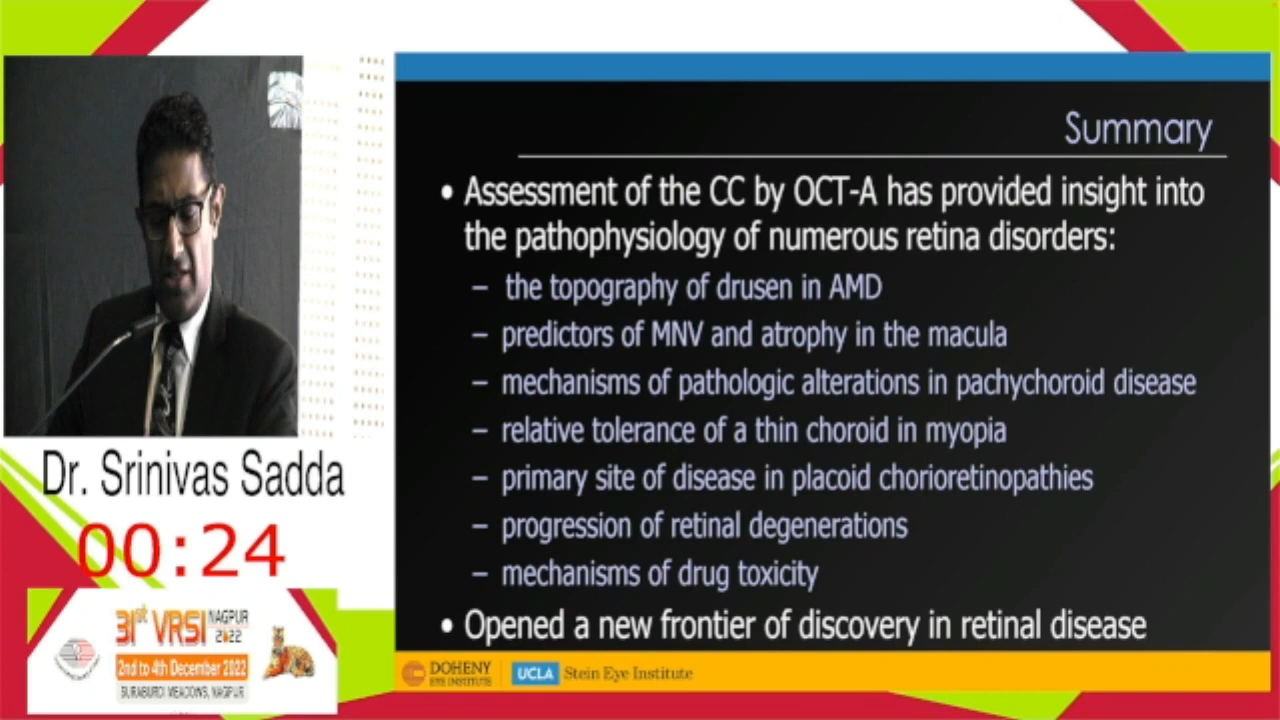 Summary
• Assessment of the CC by OCT-A has provided insight into
the pathophysiology of numerous retina disorders:
– the topography of drusen in AMD
– predictors of MNV and atrophy in the macula
– mechanisms of pathologic alterations in pachychoroid disease
– relative tolerance of a thin choroid in myopia
– primary site of disease in placoid chorioretinopathies
– progression of retinal degenerations
– mechanisms of drug toxicity
• Opened a new frontier of discovery in retinal disease
DOHENY
EYE INSTITUTE
UCLA Stein Eye Institute
Dr. Srinivas Sadda
00:24
31st VRSI NAGPUR
2022
2nd to 4th December 2022
SURABURDI MEADOWS, NAGPUR